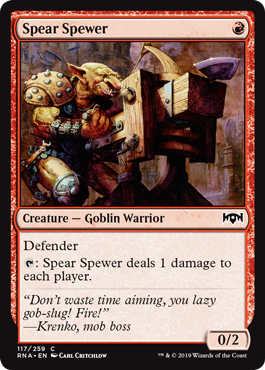 Spear Spewer
Creature — Goblin Warrior
Defender
: Spear Spewer deals 1 damage to
each player.
“Don’t waste time aiming, you lazy
gob-slug! Fire!”
—Krenko, mob boss
0/2
117/259 C
RNA • EN Carl Critchlow
™ & © 2019 Wizards of the Coast